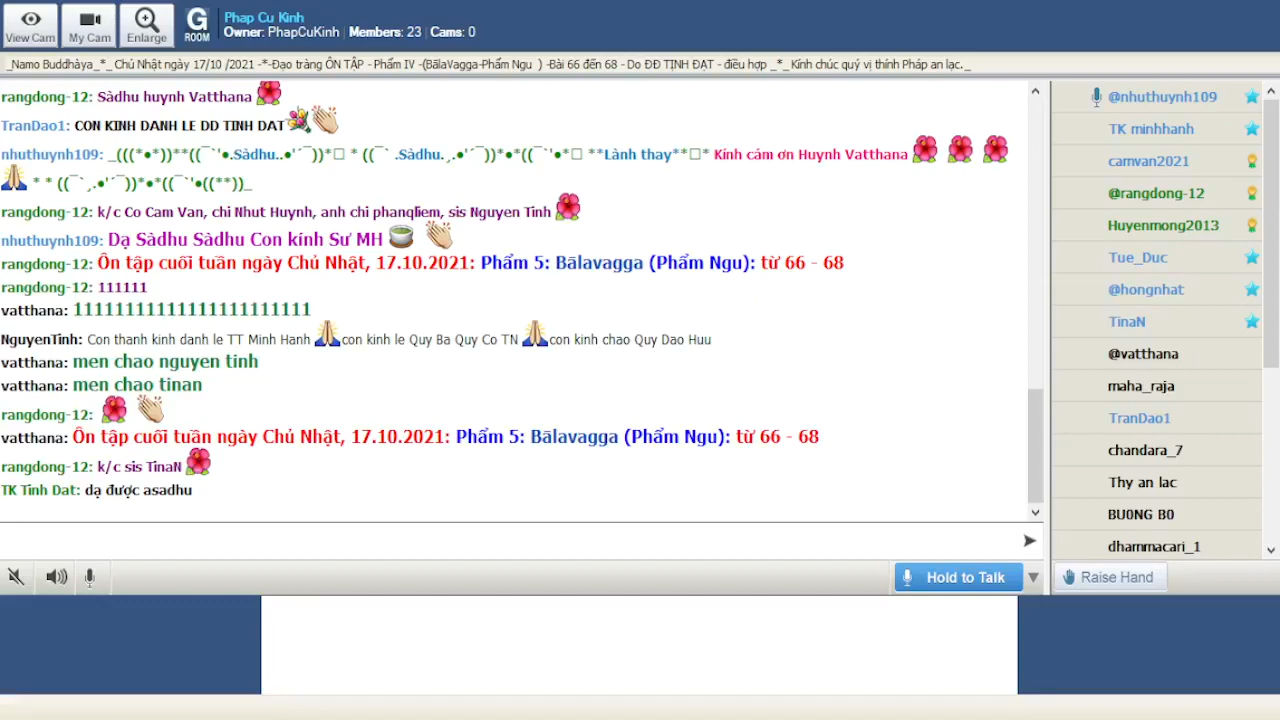 View Cam
My Cam
Enlarge
G ROOM
Phap Cu Kinh
Owner: PhapCuKinh | Members: 23 | Cams: 0
_Namo Buddhàya_*_ Chủ Nhật ngày 17/10 /2021 -*-Đạo tràng ÔN TẬP - Phẩm IV -(BālaVagga-Phẩm Ngu ) -Bài 66 đến 68 - Do ĐĐ TỊNH ĐẠT - điều hợp _*_Kính chúc quý vị thính Pháp an lạc._
rangdong-12: Sàdhu huynh Vatthana
TranDao1: CON KINH DANH LE DD TINH DAT
nhuthuynh109: _(((*•*))**((¯`'•.Sàdhu..•'´¯))*□ * ((¯` .Sàdhu.¸.•'´¯))*•*((¯`'•*□ **Lành thay**□* Kính cám ơn Huynh Vatthana
* * ((¯`¸.•'´¯))*•*((¯`'•((**))_
rangdong-12: k/c Co Cam Van, chi Nhut Huynh, anh chi phanqliem, sis Nguyen Tinh
nhuthuynh109: Dạ Sàdhu Sàdhu Con kính Sư MH
rangdong-12: Ôn tập cuối tuần ngày Chủ Nhật, 17.10.2021: Phẩm 5: Bālavagga (Phẩm Ngu): từ 66 - 68
rangdong-12: 111111
vatthana: 11111111111111111111111
NguyenTinh: Con thanh kinh danh le TT Minh Hanh con kinh le Quy Ba Quy Co TN con kinh chao Quy Dao Huu
vatthana: men chao nguyen tinh
vatthana: men chao tinan
rangdong-12:
vatthana: Ôn tập cuối tuần ngày Chủ Nhật, 17.10.2021: Phẩm 5: Bālavagga (Phẩm Ngu): từ 66 - 68
rangdong-12: k/c sis TinaN
TK Tinh Dat: dạ được asadhu
@nhuthuynh109
TK minhhanh
camvan2021
@rangdong-12
Huyenmong2013
Tue_Duc
@hongnhat
TinaN
@vatthana
maha_raja
TranDao1
chandara_7
Thy an lac
BU0NG B0
dhammacari_1
Hold to Talk
Raise Hand